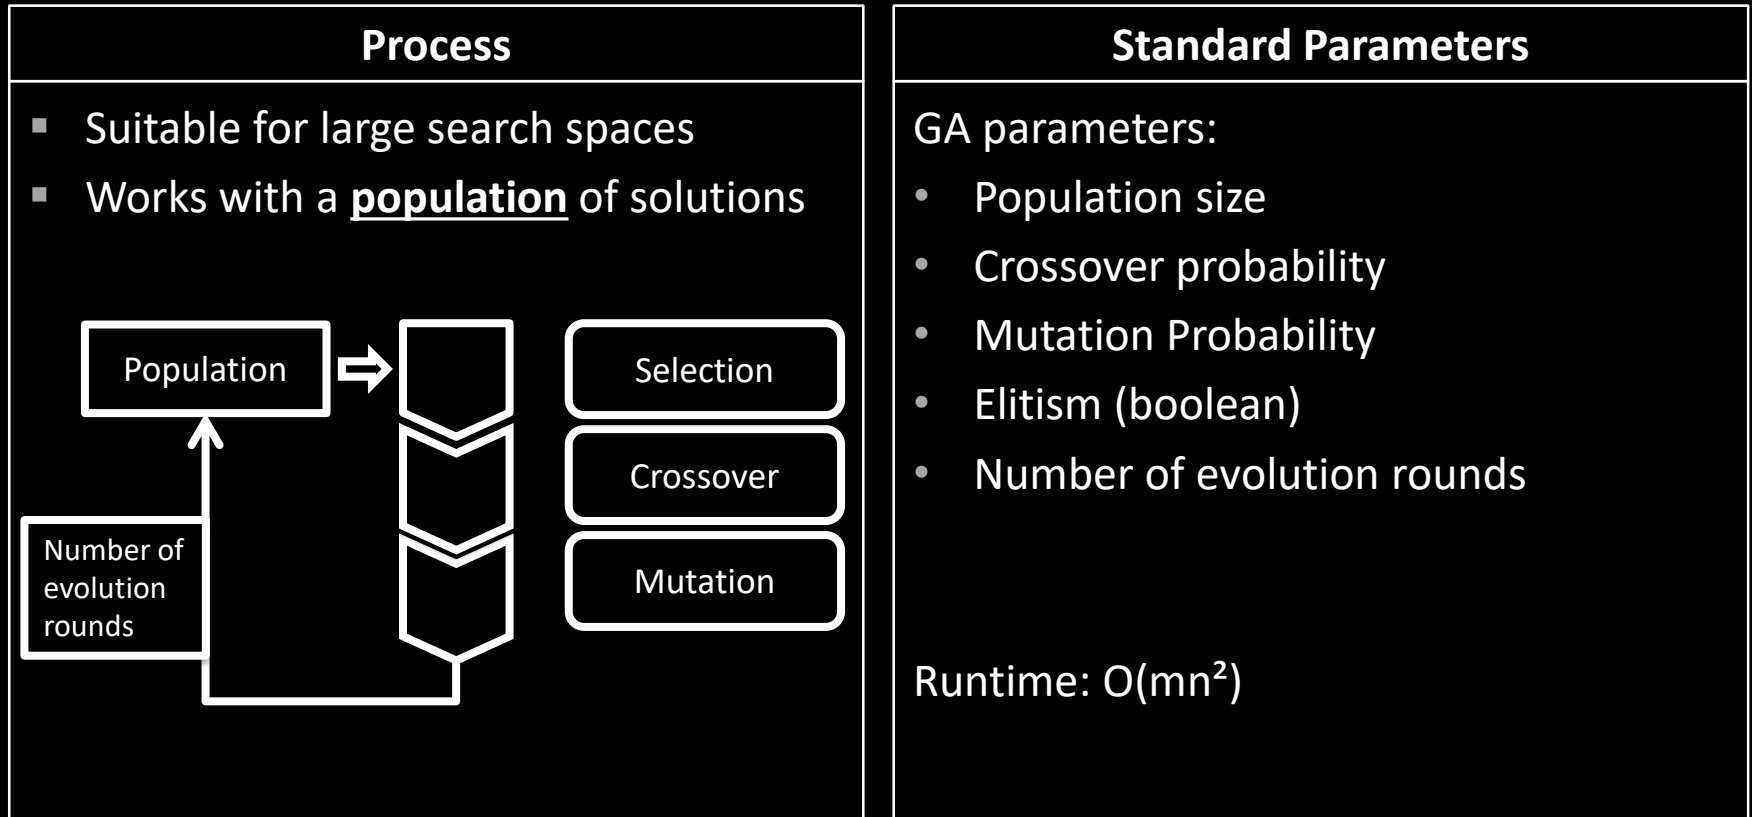 Process
Suitable for large search spaces
Works with a population of solutions
Population
Selection
Crossover
Mutation
Number of
evolution
rounds
Standard Parameters
GA parameters:
Population size
Crossover probability
Mutation Probability
Elitism (boolean)
Number of evolution rounds
Runtime: O(mn²)